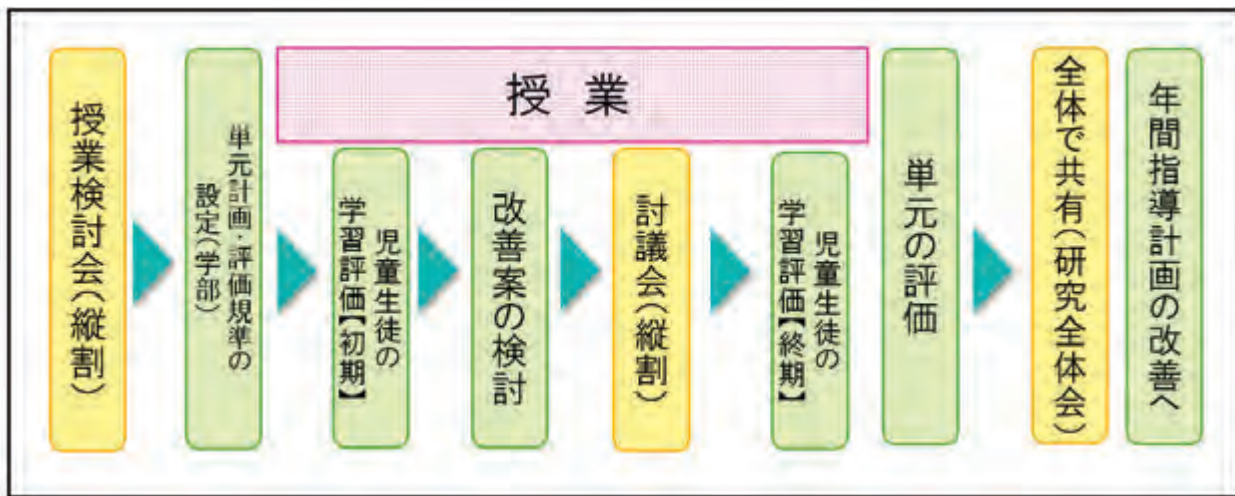 授業検討会(縦割)
単元計画・評価規準の
設定(学部)
授業
児童生徒の
学習評価【初期】
改善案の検討
討議会(縦割)
児童生徒の
学習評価【終期】
単元の評価
全体で共有(研究全体会)
年間指導計画の改善へ